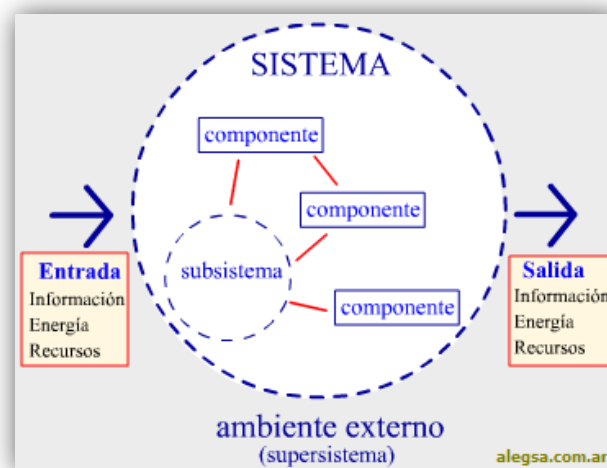 SISTEMA
componente
componente
subsistema
componente
Entrada
Información
Energía
Recursos
Salida
Información
Energía
Recursos
ambiente externo
(supersistema)
alegsa.com.ar